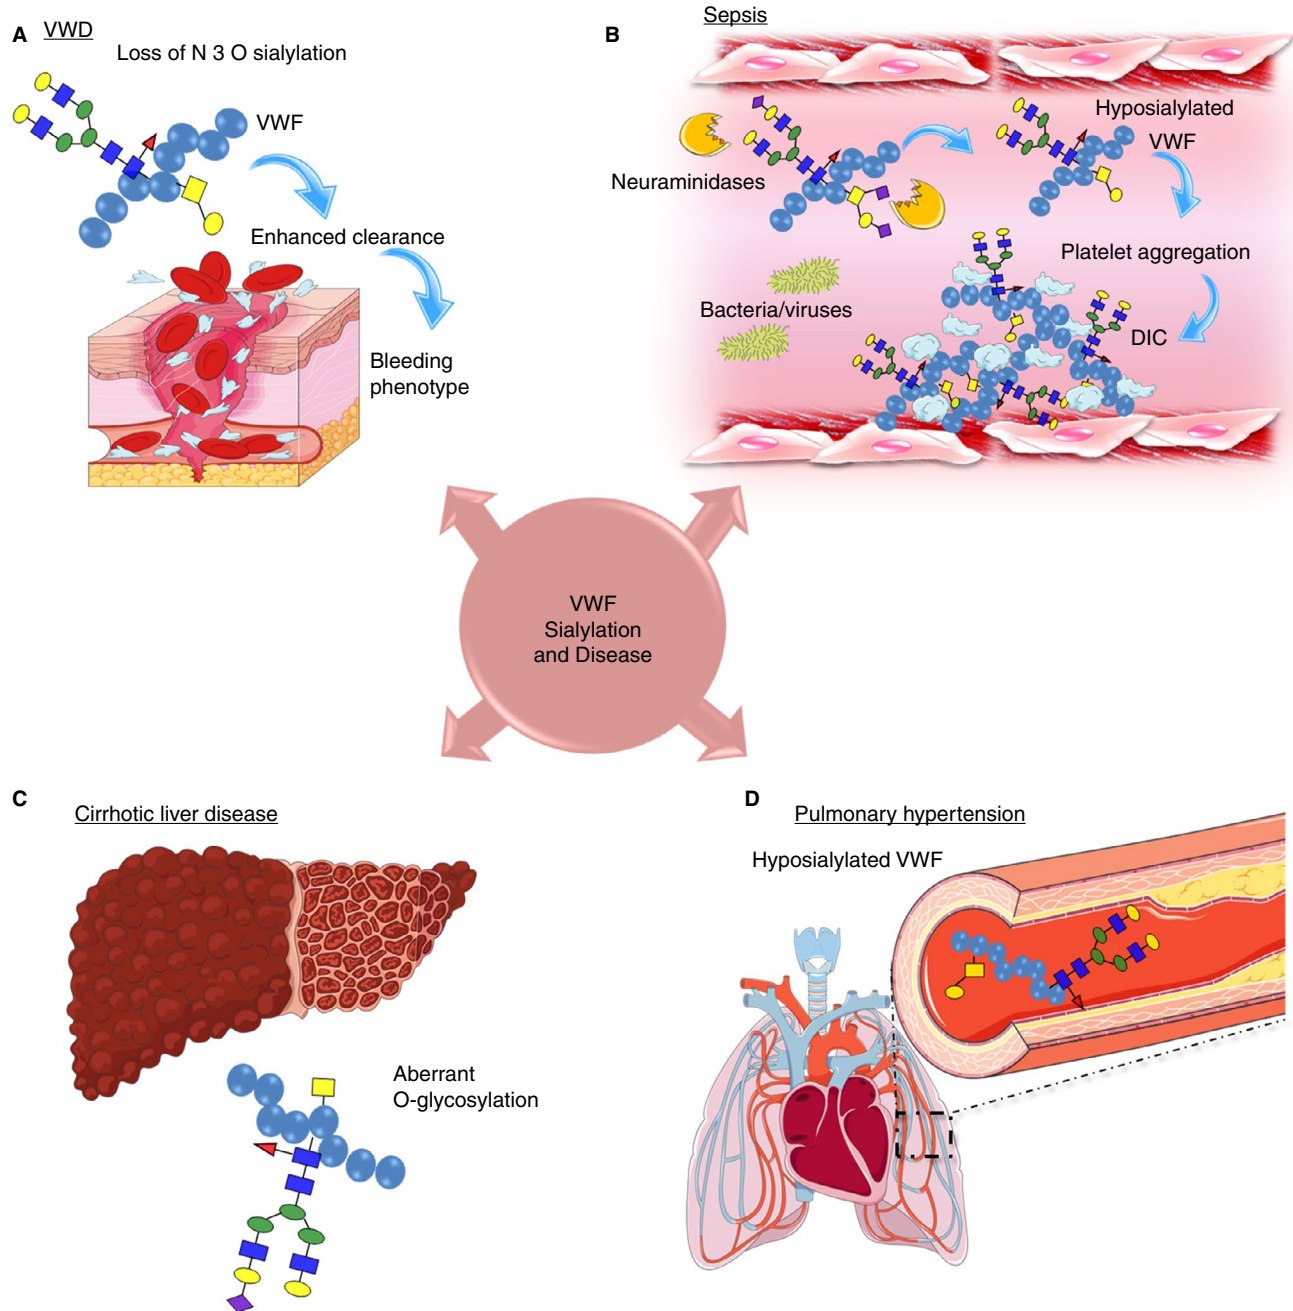 A VWD
Loss of N 3 O sialylation
VWF
Enhanced clearance
Bleeding
phenotype
B
Sepsis
Neuraminidases
Hyposialylated
VWF
Platelet aggregation
Bacteria/viruses
DIC
VWF
Sialylation
and Disease
C
Cirrhotic liver disease
Aberrant
O-glycosylation
D
Pulmonary hypertension
Hyposialylated VWF